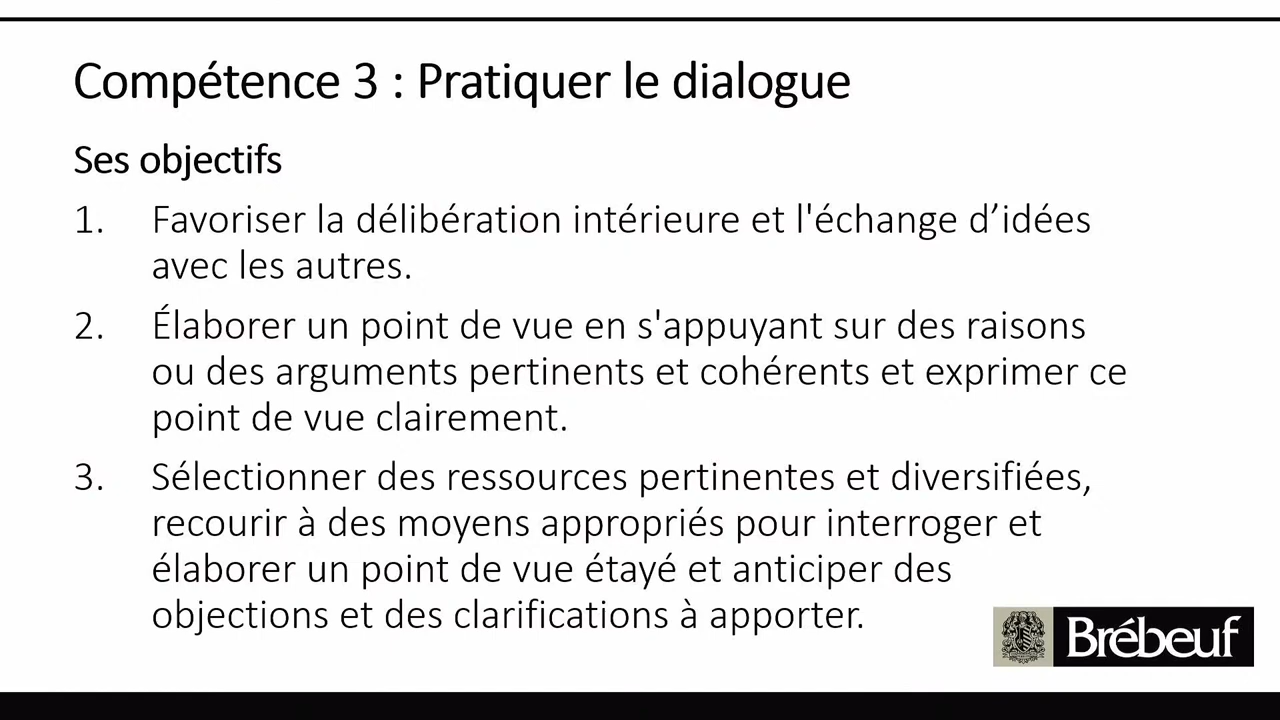 Compétence 3 : Pratiquer le dialogue
Ses objectifs
1. Favoriser la délibération intérieure et l'échange d’idées
avec les autres.
2. Élaborer un point de vue en s'appuyant sur des raisons
ou des arguments pertinents et cohérents et exprimer ce
point de vue clairement.
3. Sélectionner des ressources pertinentes et diversifiées,
recourir à des moyens appropriés pour interroger et
élaborer un point de vue étayé et anticiper des
objections et des clarifications à apporter.
Brébeuf